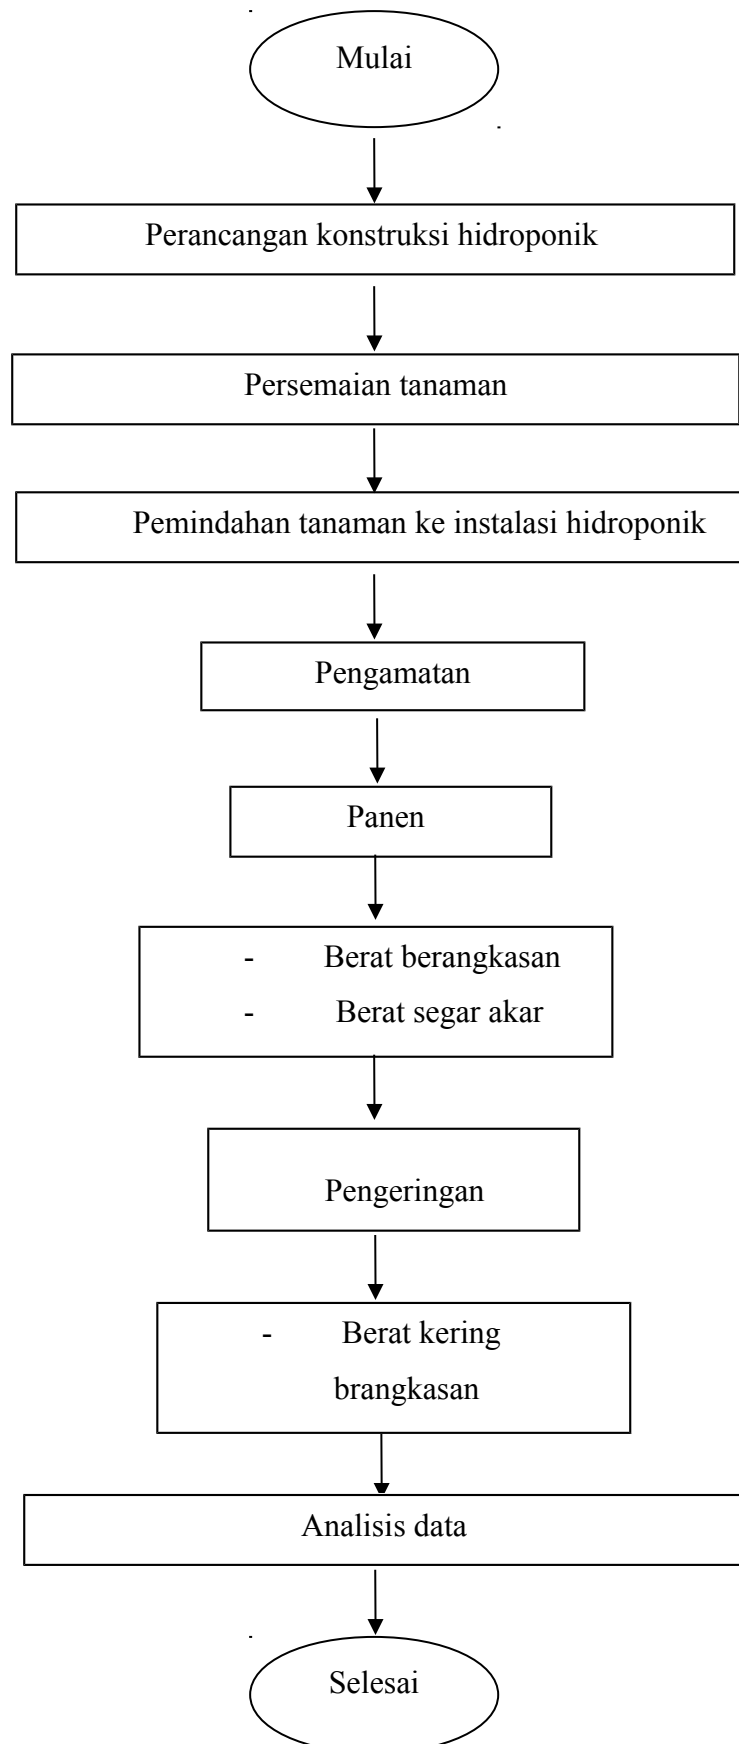 Mulai
Perancangan konstruksi hidroponik
Persemaian tanaman
Pemindahan tanaman ke instalasi hidroponik
Pengamatan
Panen
- Berat berangkasan
- Berat segar akar
Pengeringan
- Berat kering
brangkasan
Analisis data
Selesai